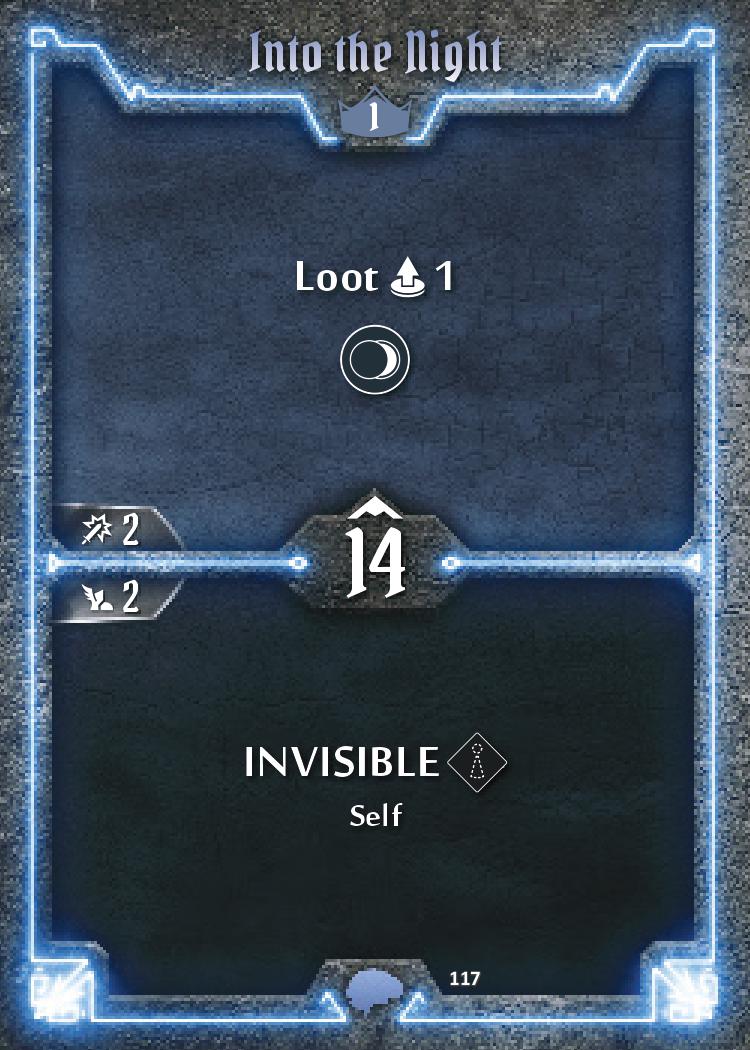 Into the Night
1
Loot 1
2
14
2
INVISIBLE
Self
117